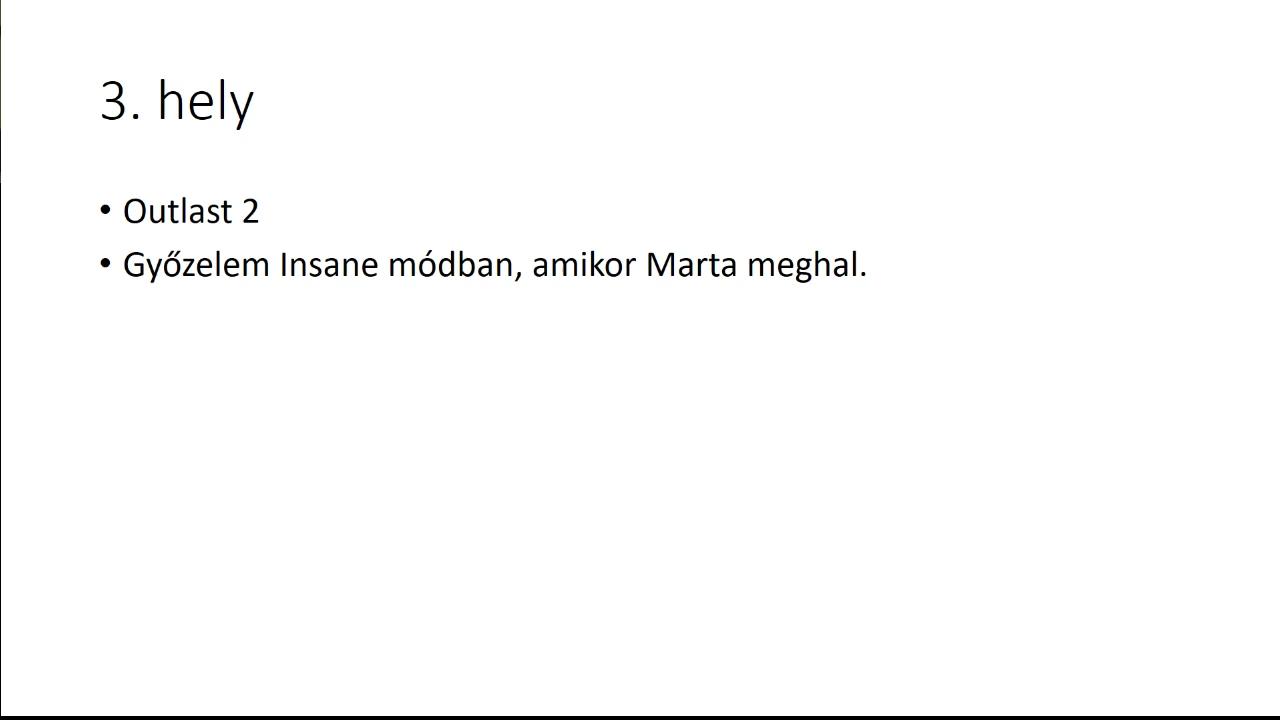 3. hely
• Outlast 2
• Győzelem Insane módban, amikor Marta meghal.